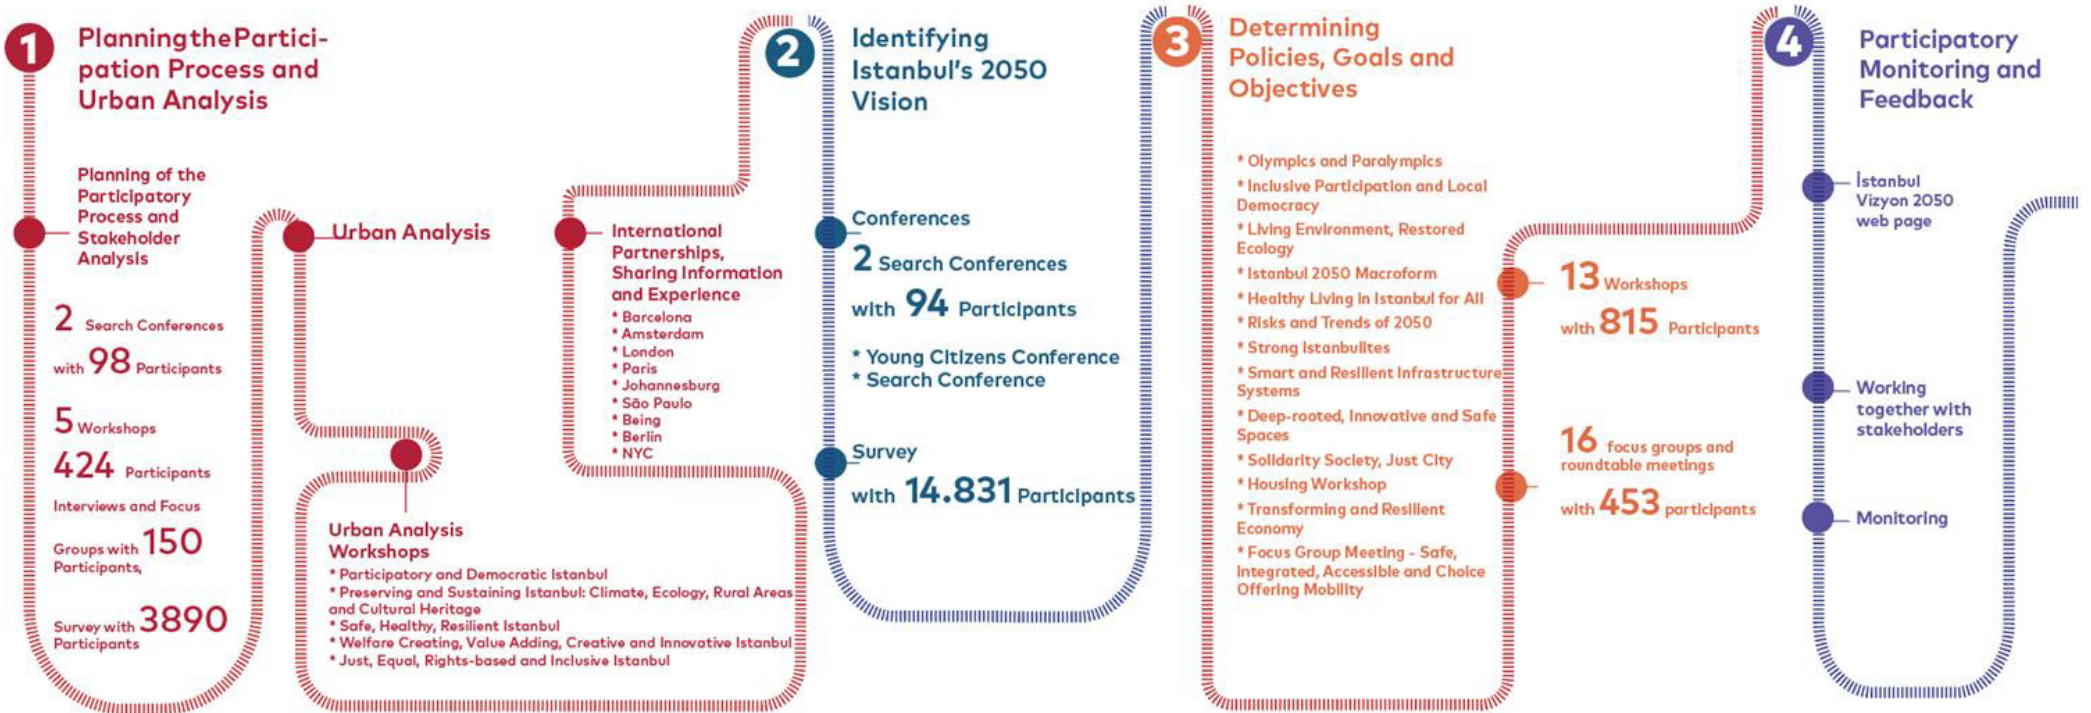 1
Planning the Partici-
pation Process and
Urban Analysis
Planning of the
Participatory
Process and
Stakeholder
Analysis
2 Search Conferences
with 98 Participants
5 Workshops
424 Participants
Interviews and Focus
Groups with 150
Participants,
Survey with 3890
Participants
Urban Analysis
Urban Analysis
Workshops
* Participatory and Democratic Istanbul
* Preserving and Sustaining Istanbul: Climate, Ecology, Rural Areas
and Cultural Heritage
* Safe, Healthy, Resilient Istanbul
* Welfare Creating, Value Adding, Creative and Innovative Istanbul
* Just, Equal, Rights-based and Inclusive Istanbul
International
Partnerships,
Sharing Information
and Experience
* Barcelona
* Amsterdam
* London
* Paris
* Johannesburg
* São Paulo
* Being
* Berlin
* NYC
2
Identifying
Istanbul's 2050
Vision
Conferences
2 Search Conferences
with 94 Participants
* Young Citizens Conference
* Search Conference
Survey
with 14.831 Participants
3
Determining
Policies, Goals and
Objectives
* Olympics and Paralympics
* Inclusive Participation and Local
Democracy
* Living Environment, Restored
Ecology
* Istanbul 2050 Macroform
* Healthy Living in Istanbul for All
* Risks and Trends of 2050
* Strong Istanbulites
* Smart and Resilient Infrastructure
Systems
* Deep-rooted, Innovative and Safe
Spaces
* Solidarity Society, Just City
* Housing Workshop
* Transforming and Resilient
Economy
* Focus Group Meeting - Safe,
Integrated, Accessible and Choice
Offering Mobility
13 Workshops
with 815 Participants
16 focus groups and
roundtable meetings
with 453 participants
4
Participatory
Monitoring and
Feedback
İstanbul
Vizyon 2050
web page
Working
together with
stakeholders
Monitoring